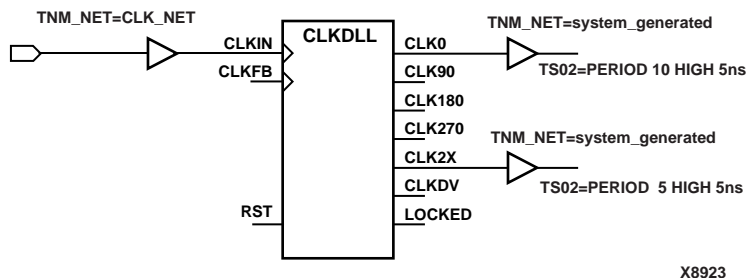 TNM_NET=CLK_NET
CLKIN
CLKFB
RST
CLKDLL
CLK0
CLK90
CLK180
CLK270
CLK2X
CLKDV
LOCKED
TNM_NET=system_generated
TS02=PERIOD 10 HIGH 5ns
TNM_NET=system_generated
TS02=PERIOD  5 HIGH 5ns
X8923